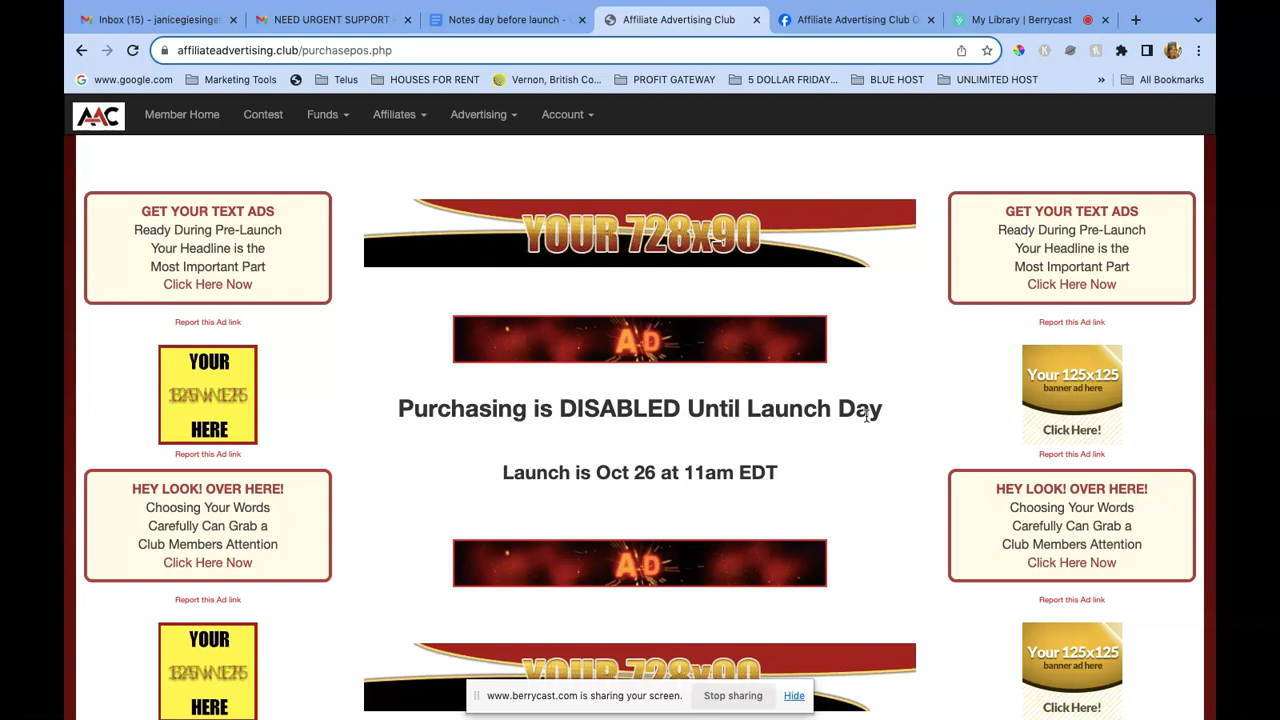 Inbox (15) - janicegiesinger
NEED URGENT SUPPORT -
Notes day before launch -
Affiliate Advertising Club
Affiliate Advertising Club
My Library | Berrycast
affiliateadvertising.club/purchasepos.php
www.google.com
Marketing Tools
Telus
HOUSES FOR RENT
Vernon, British Co...
PROFIT GATEWAY
5 DOLLAR FRIDAY...
BLUE HOST
UNLIMITED HOST
»
All Bookmarks
AAC
Member Home
Contest
Funds
Affiliates
Advertising
Account
GET YOUR TEXT ADS
Ready During Pre-Launch
Your Headline is the
Most Important Part
Click Here Now
Report this Ad link
YOUR
HERE
Report this Ad link
HEY LOOK! OVER HERE!
Choosing Your Words
Carefully Can Grab a
Club Members Attention
Click Here Now
Report this Ad link
YOUR
HERE
YOUR 728x90
AD
Purchasing is DISABLED Until Launch Day
Launch is Oct 26 at 11am EDT
AD
YOUR 728x90
GET YOUR TEXT ADS
Ready During Pre-Launch
Your Headline is the
Most Important Part
Click Here Now
Report this Ad link
Your 125x125
banner ad here
Click Here!
Report this Ad link
HEY LOOK! OVER HERE!
Choosing Your Words
Carefully Can Grab a
Club Members Attention
Click Here Now
Report this Ad link
Your 125x125
banner ad here
Click Here!
www.berrycast.com is sharing your screen.
Stop sharing
Hide